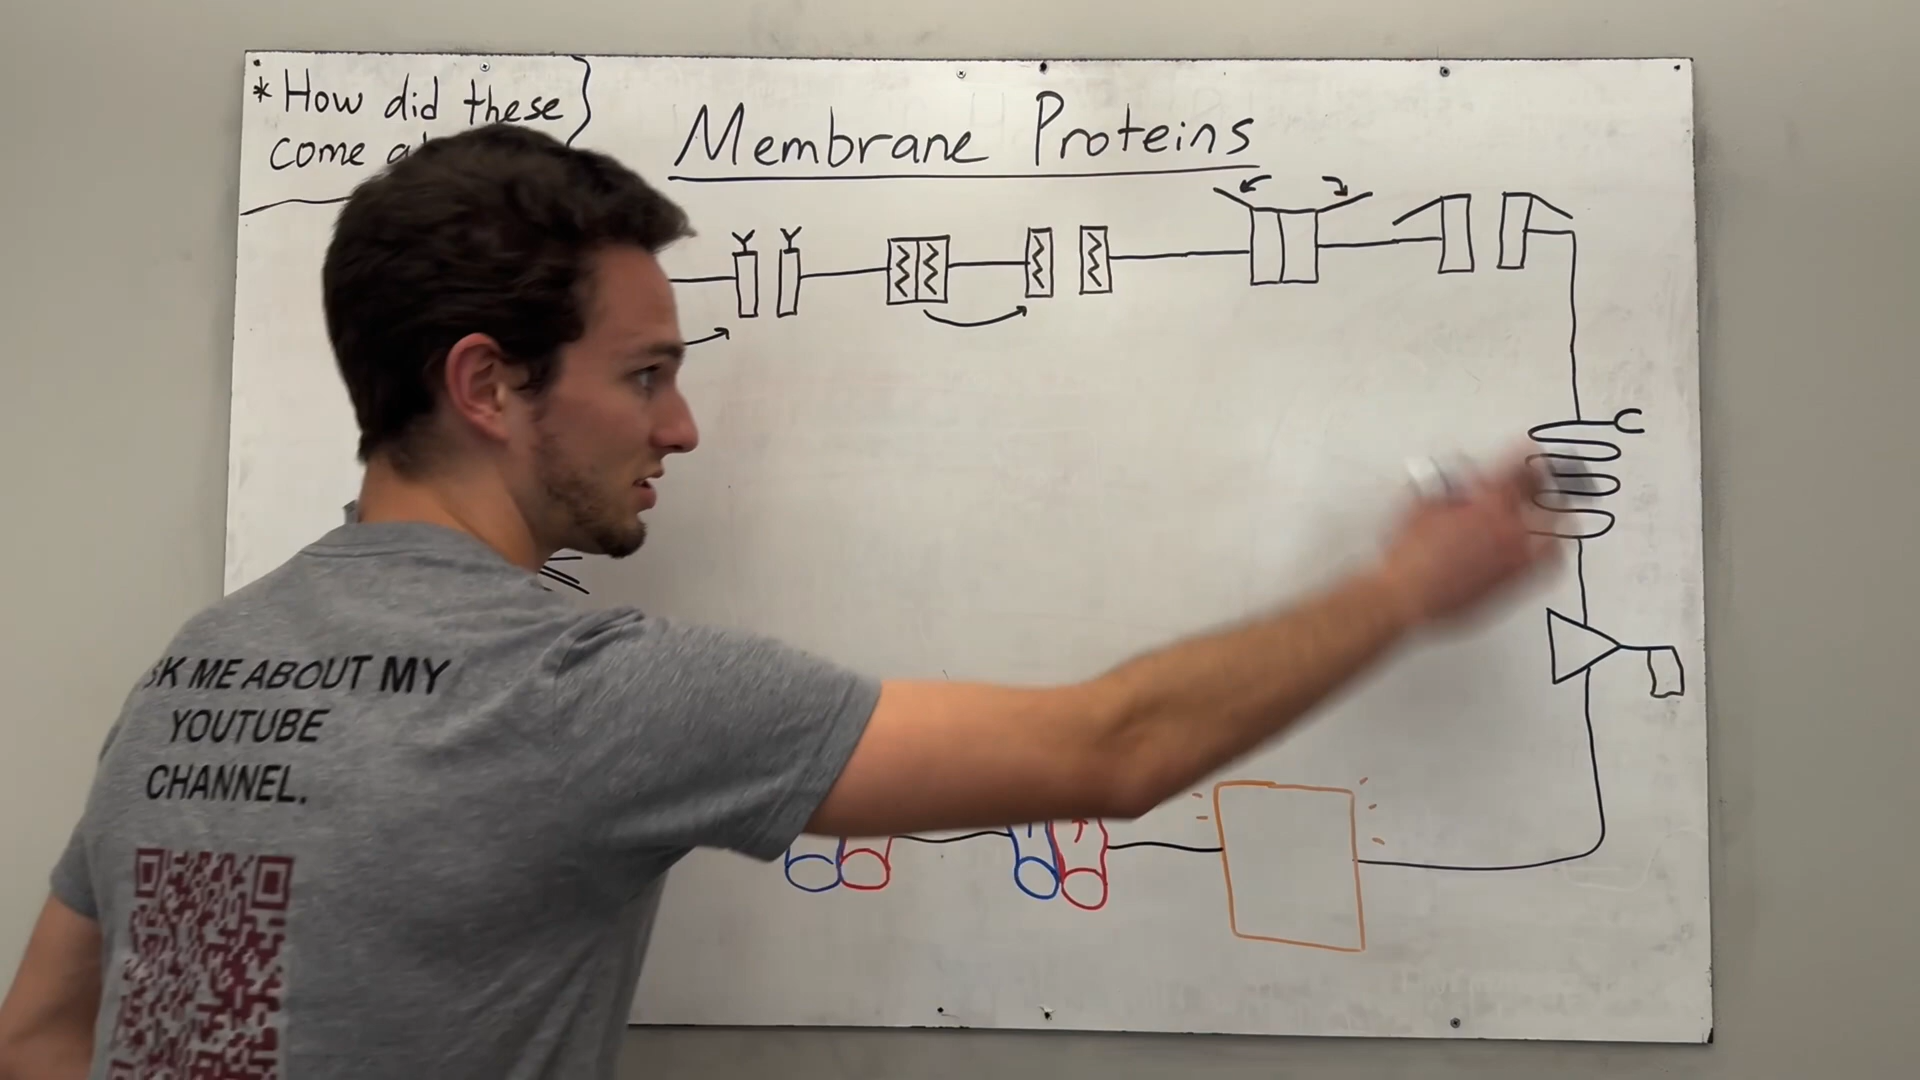 * How did these
come
Membrane Proteins
SK ME ABOUT MY
YOUTUBE
CHANNEL.